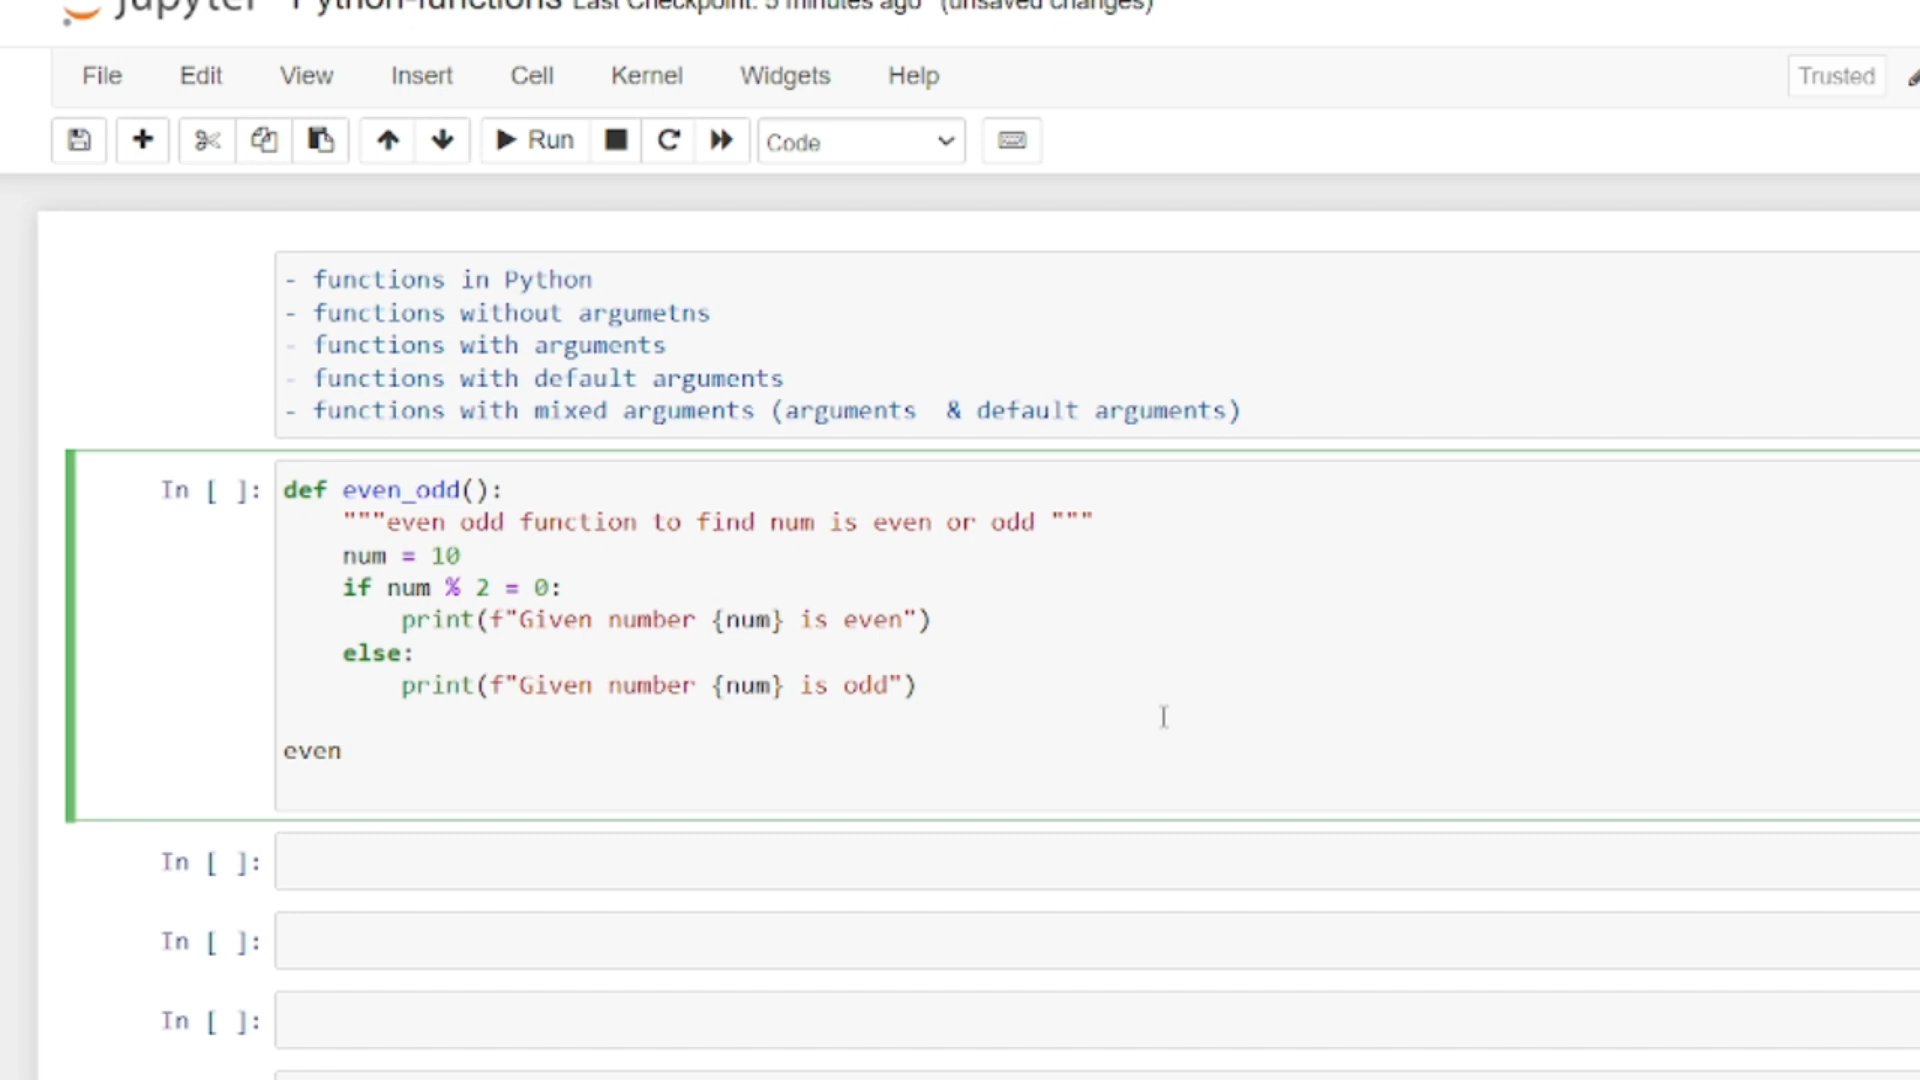 jupyter Python-functions Last Checkpoint: 5 minutes ago (unsaved changes)
File Edit View Insert Cell Kernel Widgets Help Trusted
Run Code
- functions in Python
- functions without argumetns
- functions with arguments
- functions with default arguments
- functions with mixed arguments (arguments  & default arguments)
In [ ]: def even_odd():
    """even odd function to find num is even or odd """
    num = 10
    if num % 2 = 0:
        print(f"Given number {num} is even")
    else:
        print(f"Given number {num} is odd")
even
In [ ]:
In [ ]:
In [ ]: